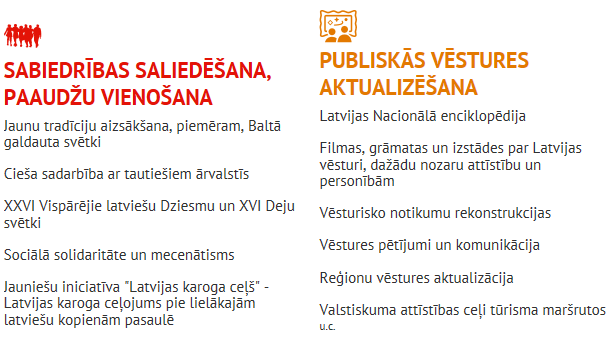 SABIEDRĪBAS SALIEDĒŠANA,
PAAUDŽU VIENOŠANA
Jaunu tradīciju aizsākšana, piemēram, Baltā
galdauta svētki
Cieša sadarbība ar tautiešiem ārvalstīs
XXVI Vispārējie latviešu Dziesmu un XVI Deju
svētki
Sociālā solidaritāte un mecenātisms
Jauniešu iniciatīva "Latvijas karoga ceļš" -
Latvijas karoga ceļojums pie lielākajām
latviešu kopienām pasaulē
PUBLISKĀS VĒSTURES
AKTUALIZĒŠANA
Latvijas Nacionālā enciklopēdija
Filmas, grāmatas un izstādes par Latvijas
vēsturi, dažādu nozaru attīstību un
personībām
Vēsturisko notikumu rekonstrukcijas
Vēstures pētījumi un komunikācija
Reģionu vēstures aktualizācija
Valstiskuma attīstības ceļi tūrisma maršrutos
u.c.